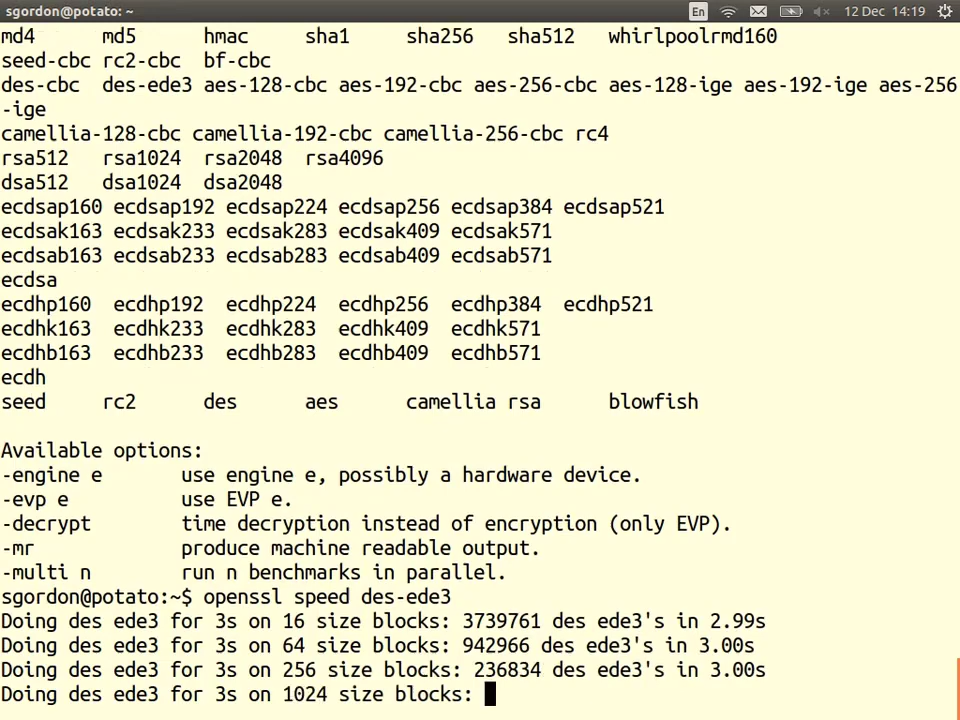 sgordon@potato: ~ En 12 Dec 14:19
md4 md5 hmac sha1 sha256 sha512 whirlpoolrmd160
seed-cbc rc2-cbc bf-cbc
des-cbc des-ede3 aes-128-cbc aes-192-cbc aes-256-cbc aes-128-ige aes-192-ige aes-256
-ige
camellia-128-cbc camellia-192-cbc camellia-256-cbc rc4
rsa512 rsa1024 rsa2048 rsa4096
dsa512 dsa1024 dsa2048
ecdsap160 ecdsap192 ecdsap224 ecdsap256 ecdsap384 ecdsap521
ecdsak163 ecdsak233 ecdsak283 ecdsak409 ecdsak571
ecdsab163 ecdsab233 ecdsab283 ecdsab409 ecdsab571
ecdsa
ecdhp160 ecdhp192 ecdhp224 ecdhp256 ecdhp384 ecdhp521
ecdhk163 ecdhk233 ecdhk283 ecdhk409 ecdhk571
ecdhb163 ecdhb233 ecdhb283 ecdhb409 ecdhb571
ecdh
seed rc2 des aes camellia rsa blowfish
Available options:
-engine e use engine e, possibly a hardware device.
-evp e use EVP e.
-decrypt time decryption instead of encryption (only EVP).
-mr produce machine readable output.
-multi n run n benchmarks in parallel.
sgordon@potato:~$ openssl speed des-ede3
Doing des ede3 for 3s on 16 size blocks: 3739761 des ede3's in 2.99s
Doing des ede3 for 3s on 64 size blocks: 942966 des ede3's in 3.00s
Doing des ede3 for 3s on 256 size blocks: 236834 des ede3's in 3.00s
Doing des ede3 for 3s on 1024 size blocks: